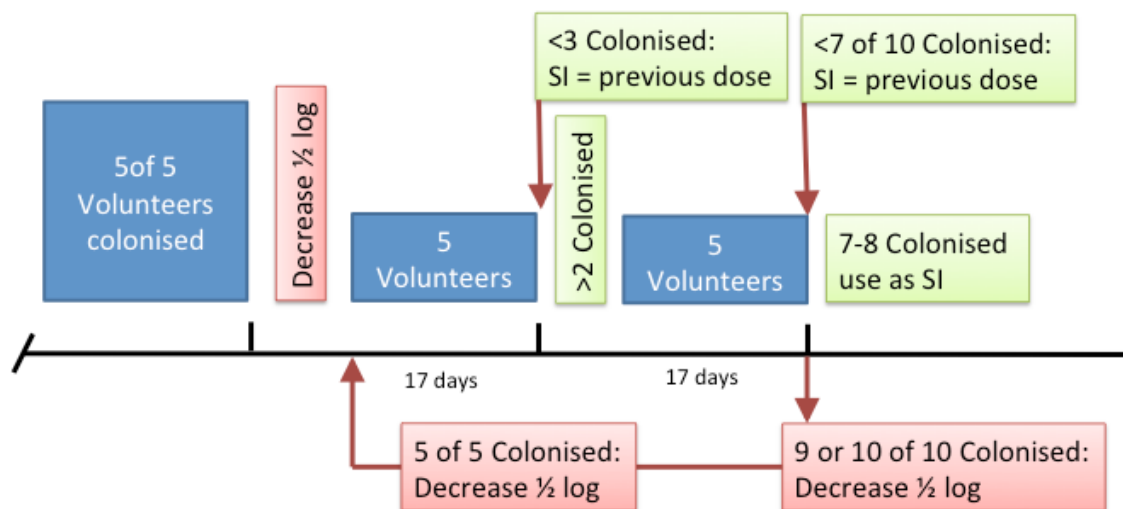 <3 Colonised:
SI = previous dose
<7 of 10 Colonised:
SI = previous dose
5of 5
Volunteers
colonised
Decrease ½ log
5
Volunteers
>2 Colonised
5
Volunteers
7-8 Colonised
use as SI
17 days
17 days
5 of 5 Colonised:
Decrease ½ log
9 or 10 of 10 Colonised:
Decrease ½ log